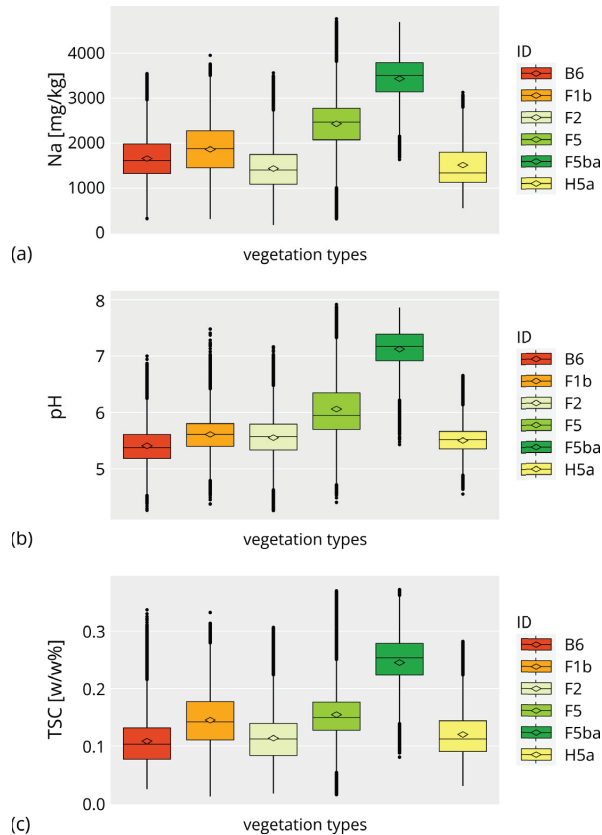 ID
B6
F1b
F2
F5
F5ba
H5a
Na [mg/kg]
4000
3000
2000
1000
0
(a)
vegetation types
ID
B6
F1b
F2
F5
F5ba
H5a
pH
8
7
6
5
(b)
vegetation types
ID
B6
F1b
F2
F5
F5ba
H5a
TSC [w/w%]
0.3
0.2
0.1
0.0
(c)
vegetation types